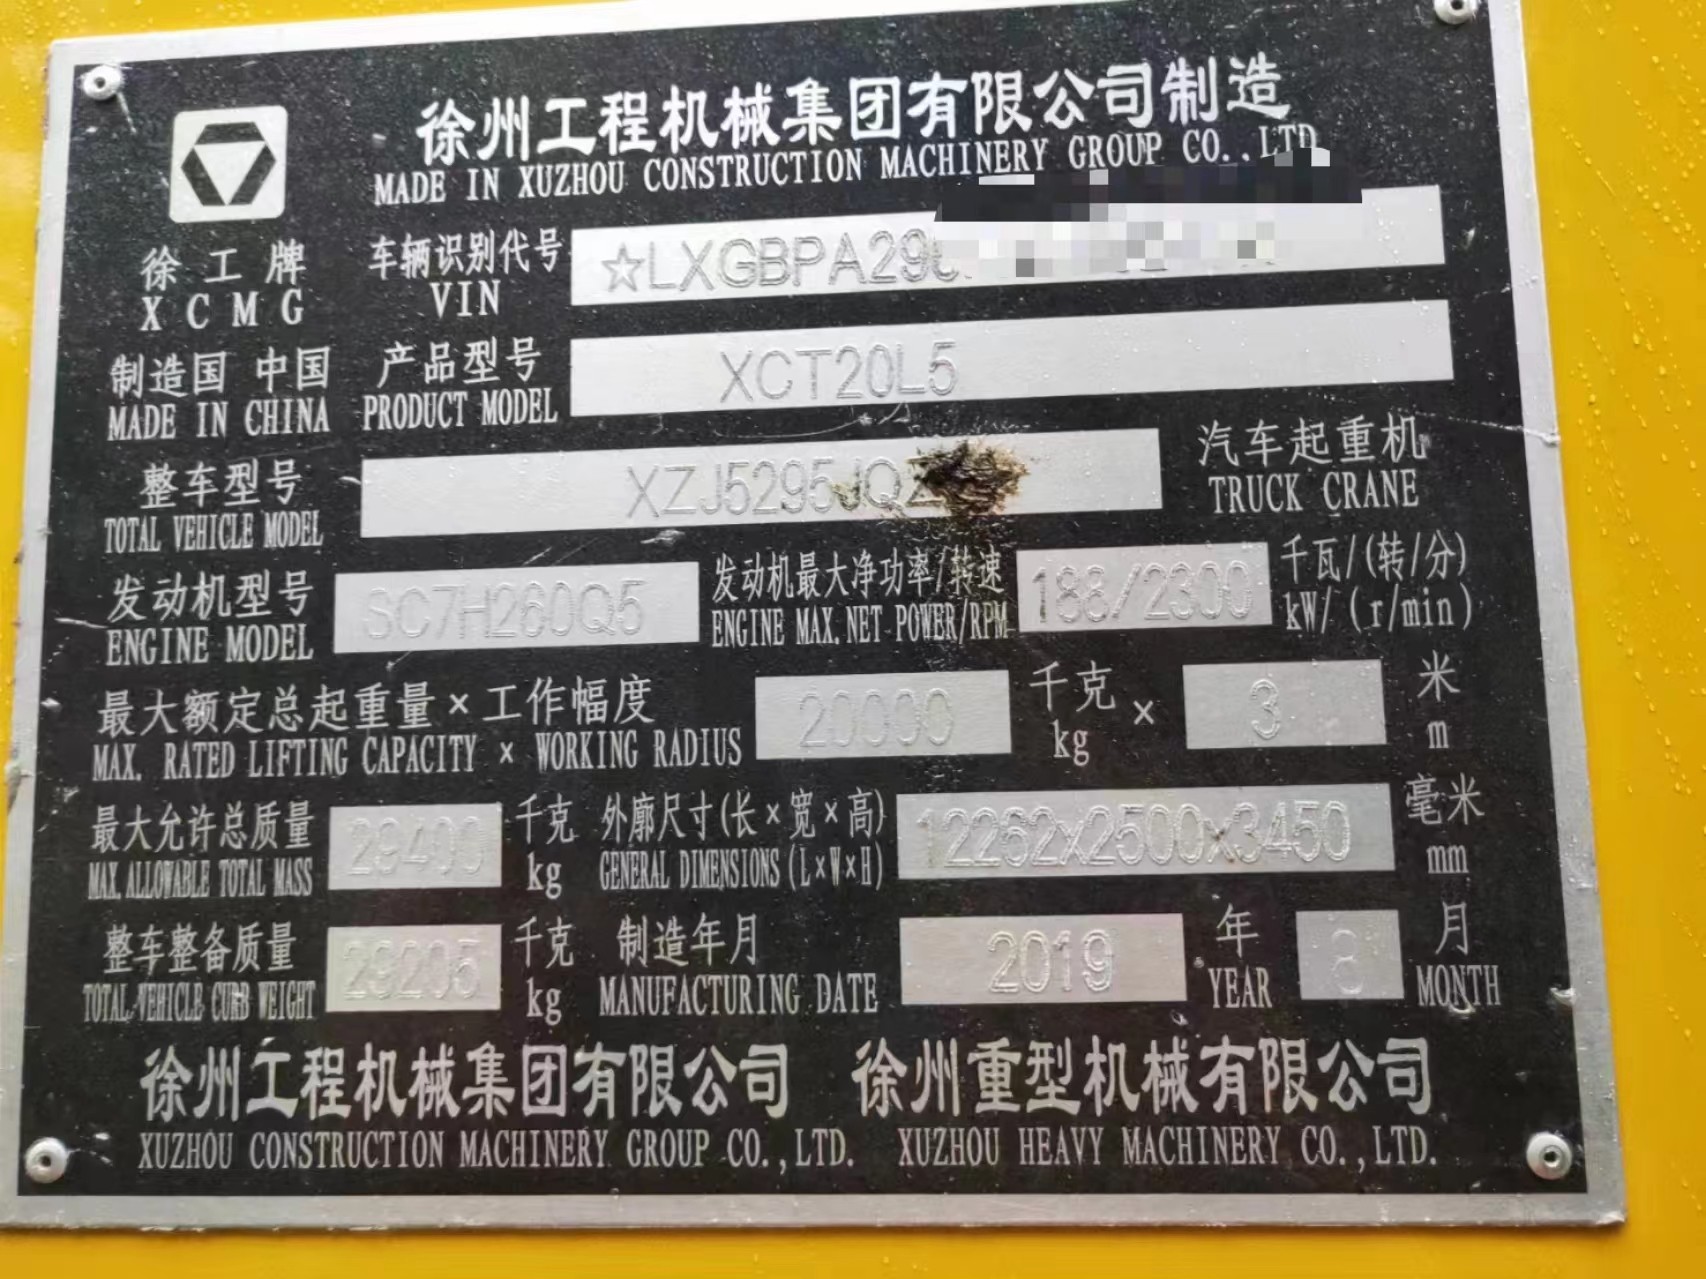 徐州工程机械集团有限公司制造
MADE IN XUZHOU CONSTRUCTION MACHINERY GROUP CO.,LTD
徐工牌
XCMG
车辆识别代号
VIN
☆LXGBPA29
制造国 中国
MADE IN CHINA
产品型号
PRODUCT MODEL
XCT20L5
整车型号
TOTAL VEHICLE MODEL
XZJ5295JQZ
汽车起重机
TRUCK CRANE
发动机型号
ENGINE MODEL
SC7H260Q5
发动机最大净功率/转速
ENGINE MAX.NET POWER/RPM
188/2300
千瓦/(转/分)
kW/(r/min)
最大额定总起重量×工作幅度
MAX. RATED LIFTING CAPACITY × WORKING RADIUS
20000
千克
kg
×
3
米
m
最大允许总质量
MAX.ALLOWABLE TOTAL MASS
29400
千克
kg
外廓尺寸(长×宽×高)
GENERAL DIMENSIONS(L×W×H)
12262x2500x3450
毫米
mm
整车整备质量
TOTAL VEHICLE CURB WEIGHT
29205
千克
kg
制造年月
MANUFACTURING DATE
2019
年
YEAR
月
MONTH
徐州工程机械集团有限公司 徐州重型机械有限公司
XUZHOU CONSTRUCTION MACHINERY GROUP CO.,LTD. XUZHOU HEAVY MACHINERY CO.,LTD.